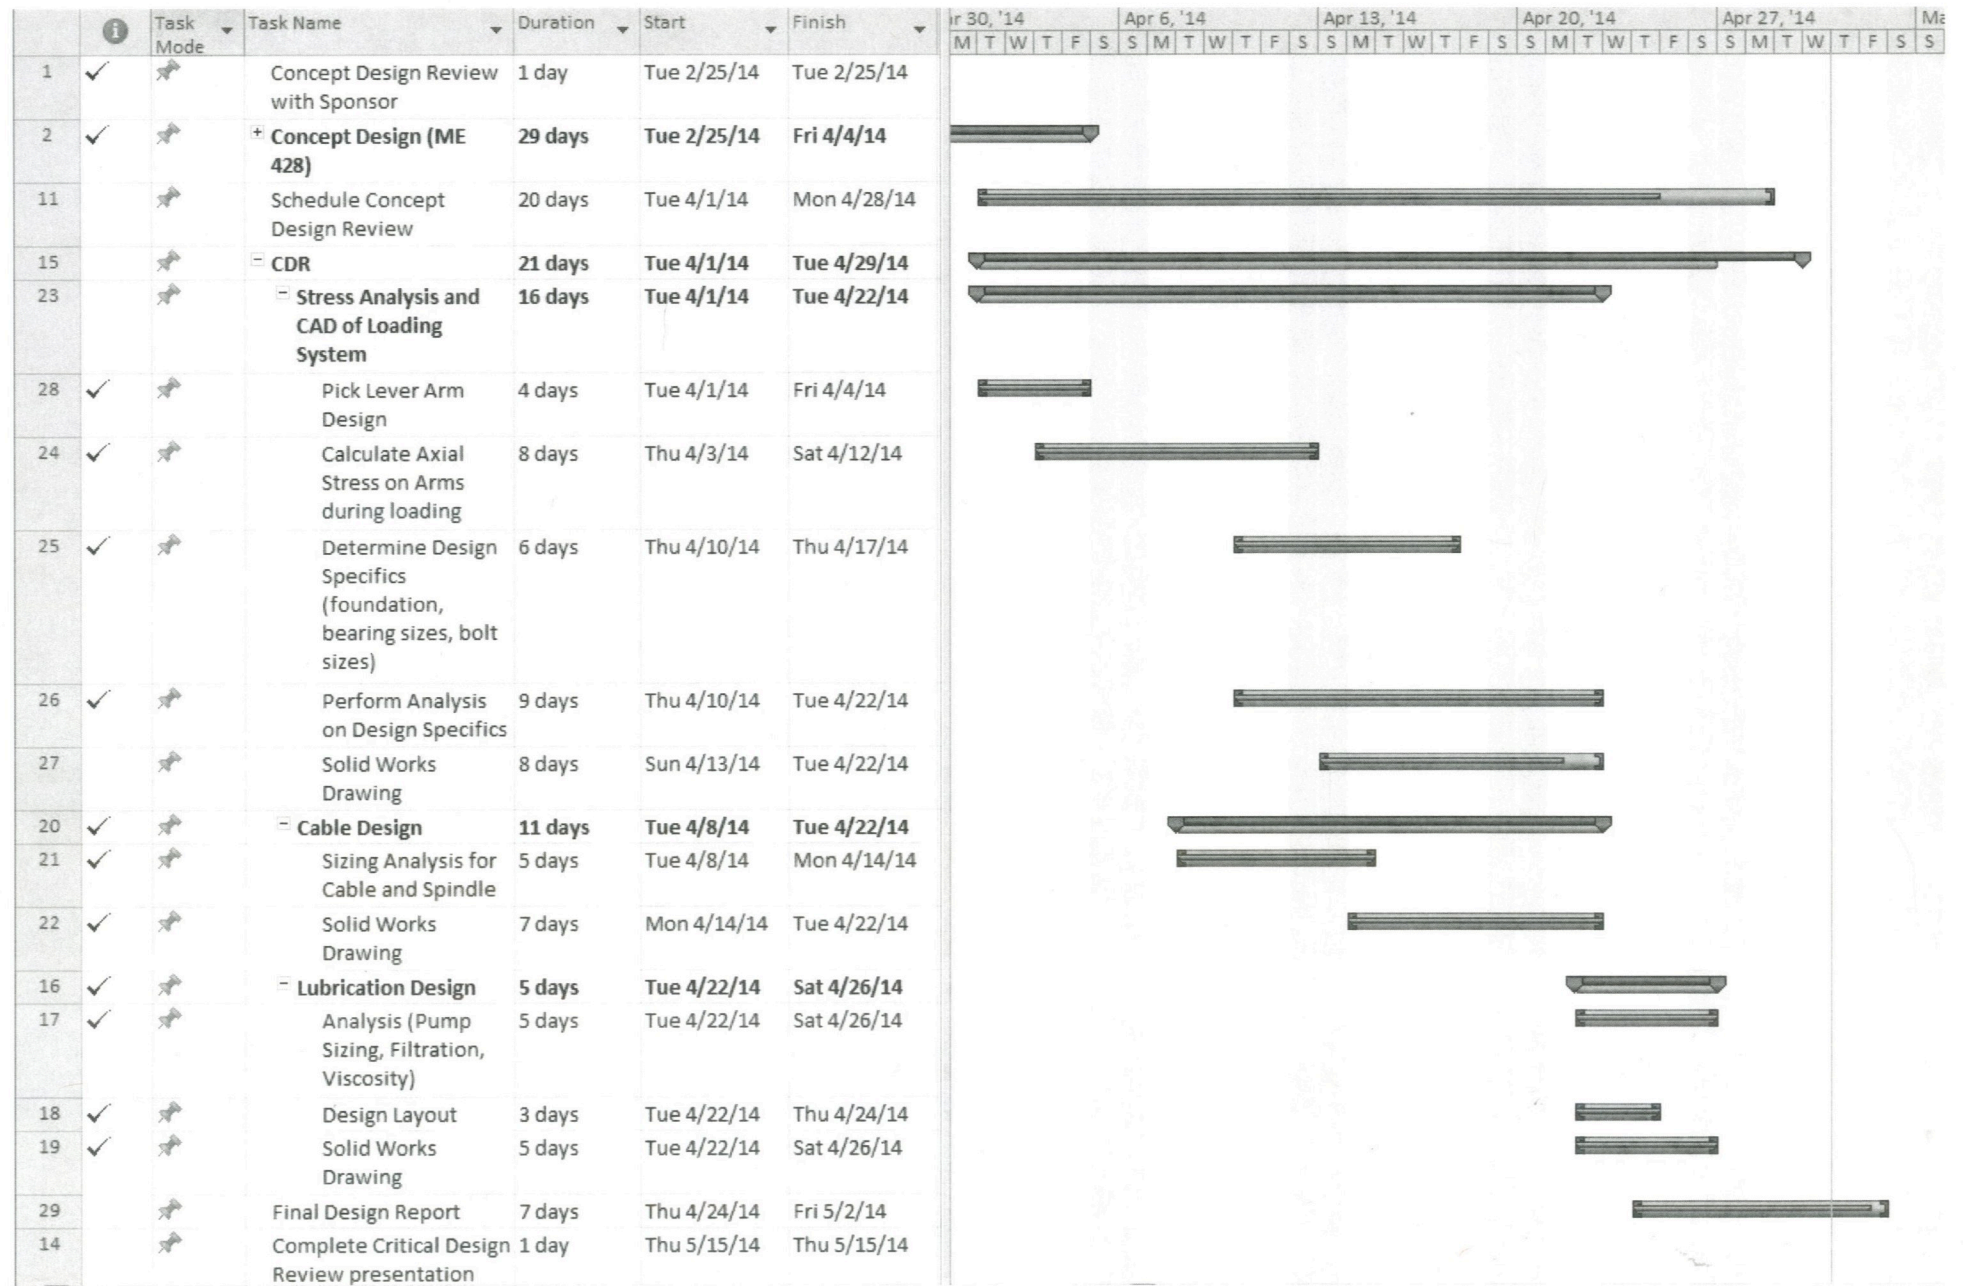 Task Mode Task Name Duration Start Finish r 30, '14 Apr 6, '14 Apr 13, '14 Apr 20, '14 Apr 27, '14
M T W T F S S M T W T F S S M T W T F S S M T W T F S S M T W T F S S
1 Concept Design Review 1 day Tue 2/25/14 Tue 2/25/14
with Sponsor
2 + Concept Design (ME 29 days Tue 2/25/14 Fri 4/4/14
428)
11 Schedule Concept 20 days Tue 4/1/14 Mon 4/28/14
Design Review
15 − CDR 21 days Tue 4/1/14 Tue 4/29/14
23 − Stress Analysis and 16 days Tue 4/1/14 Tue 4/22/14
CAD of Loading
System
28 Pick Lever Arm 4 days Tue 4/1/14 Fri 4/4/14
Design
24 Calculate Axial 8 days Thu 4/3/14 Sat 4/12/14
Stress on Arms
during loading
25 Determine Design 6 days Thu 4/10/14 Thu 4/17/14
Specifics
(foundation,
bearing sizes, bolt
sizes)
26 Perform Analysis 9 days Thu 4/10/14 Tue 4/22/14
on Design Specifics
27 Solid Works 8 days Sun 4/13/14 Tue 4/22/14
Drawing
20 − Cable Design 11 days Tue 4/8/14 Tue 4/22/14
21 Sizing Analysis for 5 days Tue 4/8/14 Mon 4/14/14
Cable and Spindle
22 Solid Works 7 days Mon 4/14/14 Tue 4/22/14
Drawing
16 − Lubrication Design 5 days Tue 4/22/14 Sat 4/26/14
17 Analysis (Pump 5 days Tue 4/22/14 Sat 4/26/14
Sizing, Filtration,
Viscosity)
18 Design Layout 3 days Tue 4/22/14 Thu 4/24/14
19 Solid Works 5 days Tue 4/22/14 Sat 4/26/14
Drawing
29 Final Design Report 7 days Thu 4/24/14 Fri 5/2/14
14 Complete Critical Design 1 day Thu 5/15/14 Thu 5/15/14
Review presentation